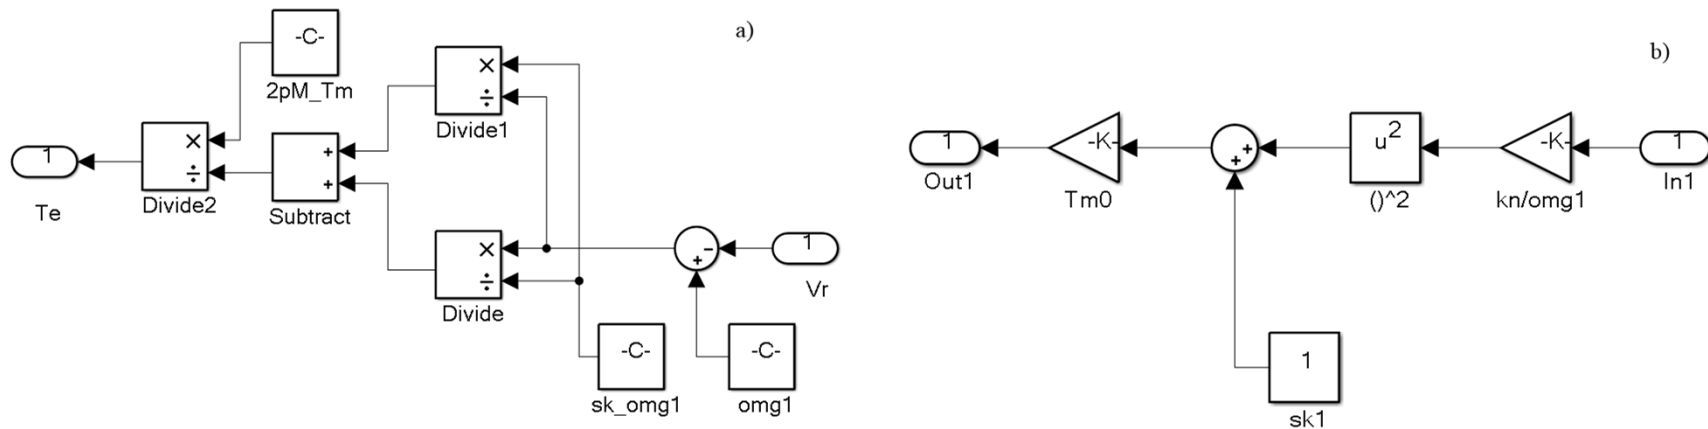 a)
-C-
2pM_Tm
×
÷
Divide1
1
Te
×
÷
Divide2
+
+
Subtract
×
÷
Divide
-C-
sk_omg1
−
+
-C-
omg1
1
Vr
b)
1
Out1
-K-
Tm0
+
+
u²
()^2
-K-
kn/omg1
1
In1
1
sk1